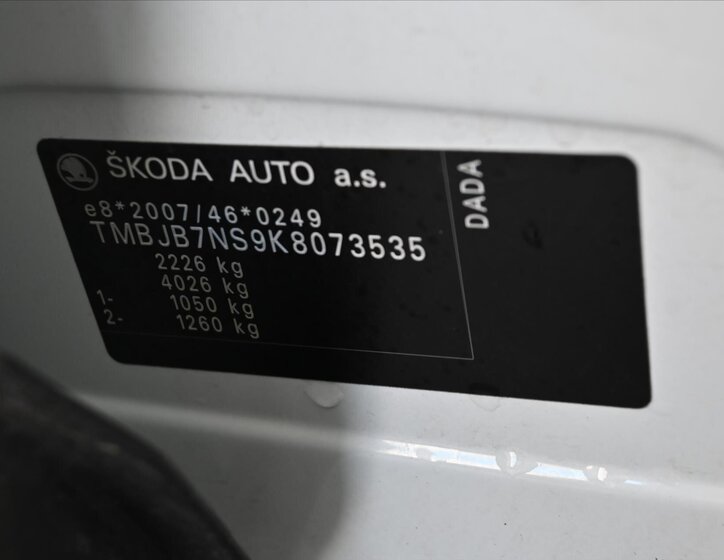 ŠKODA AUTO a.s.
e8*2007/46*0249
TMBJB7NS9K8073535
2226 kg
4026 kg
1- 1050 kg
2- 1260 kg
DADA